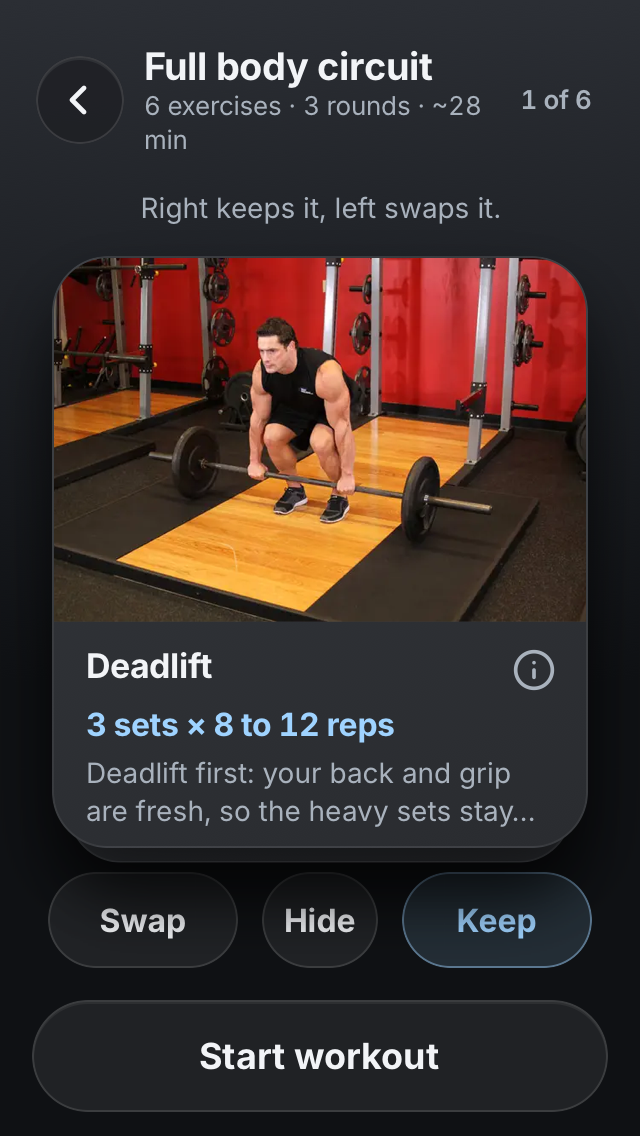 Full body circuit
6 exercises · 3 rounds · ~28
min
1 of 6
Right keeps it, left swaps it.
Deadlift
3 sets × 8 to 12 reps
Deadlift first: your back and grip
are fresh, so the heavy sets stay...
Swap
Hide
Keep
Start workout